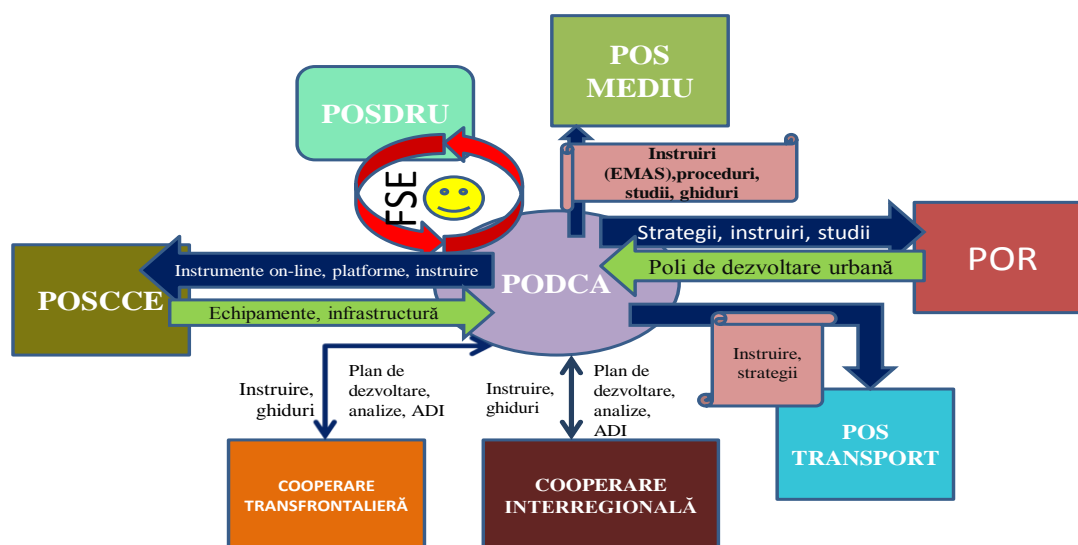 POS
MEDIU
POSDRU
FSE
Instruiri
(EMAS),proceduri,
studii, ghiduri
Strategii, instruiri, studii
Poli de dezvoltare urbană
POR
POSCCE
Instrumente on-line, platforme, instruire
Echipamente, infrastructură
PODCA
Instruire,
ghiduri
Plan de
dezvoltare,
analize, ADI
Instruire,
ghiduri
Plan de
dezvoltare,
analize,
ADI
Instruire,
strategii
COOPERARE
TRANSFRONTALIERĂ
COOPERARE
INTERREGIONALĂ
POS
TRANSPORT